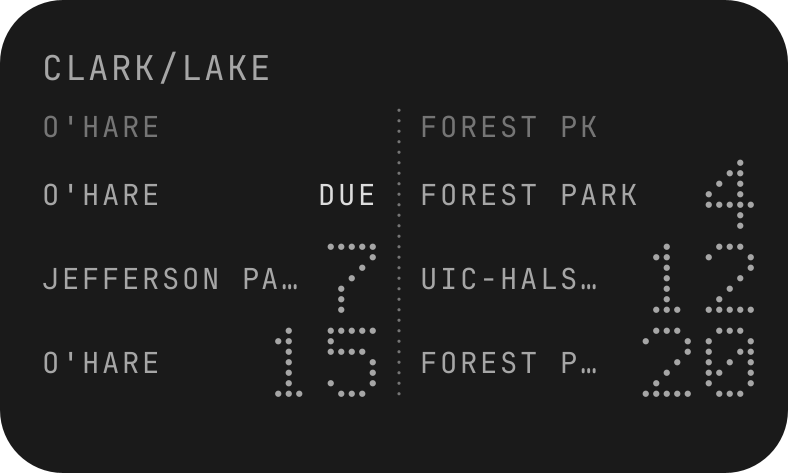 CLARK/LAKE
O'HARE
O'HARE DUE
JEFFERSON PA… 7
O'HARE 15
FOREST PK
FOREST PARK 4
UIC-HALS… 12
FOREST P… 20